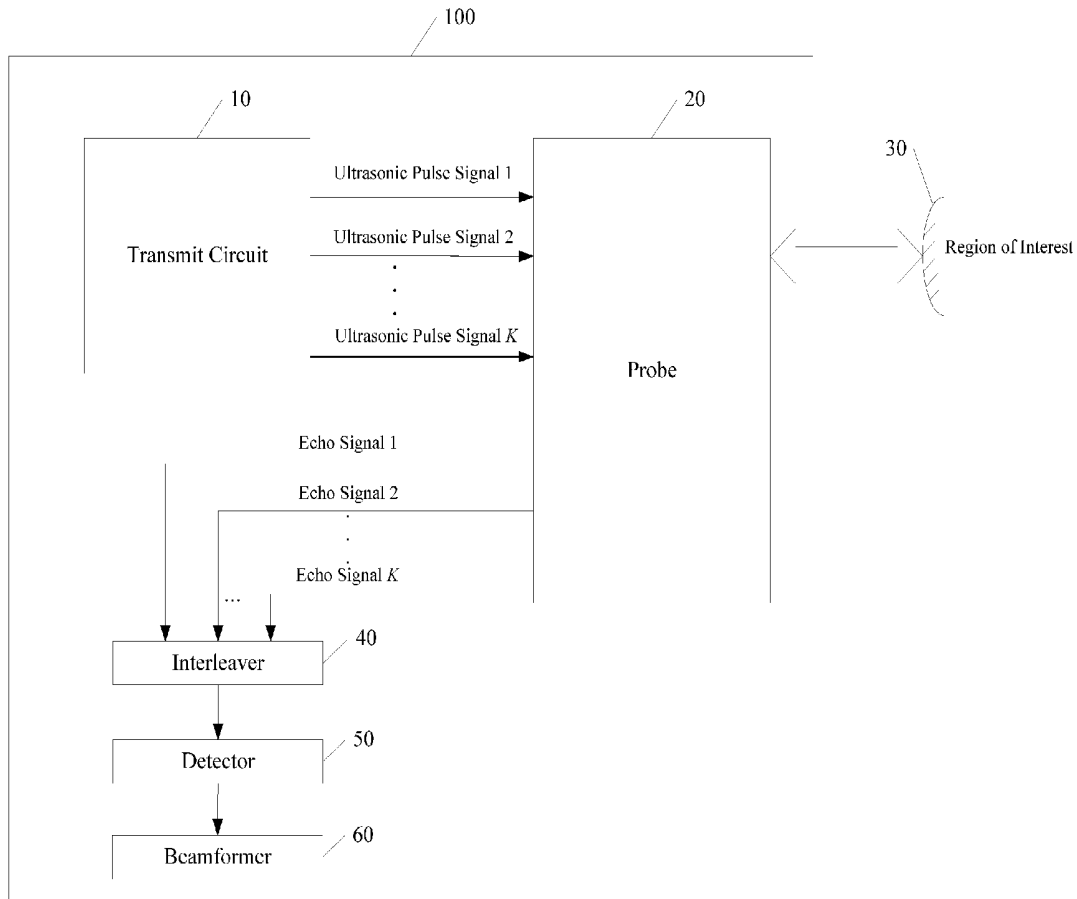 100
10
20
30
Ultrasonic Pulse Signal 1
Ultrasonic Pulse Signal 2
Transmit Circuit
Region of Interest
Ultrasonic Pulse Signal K
Probe
Echo Signal 1
Echo Signal 2
Echo Signal K
...
40
Interleaver
50
Detector
60
Beamformer